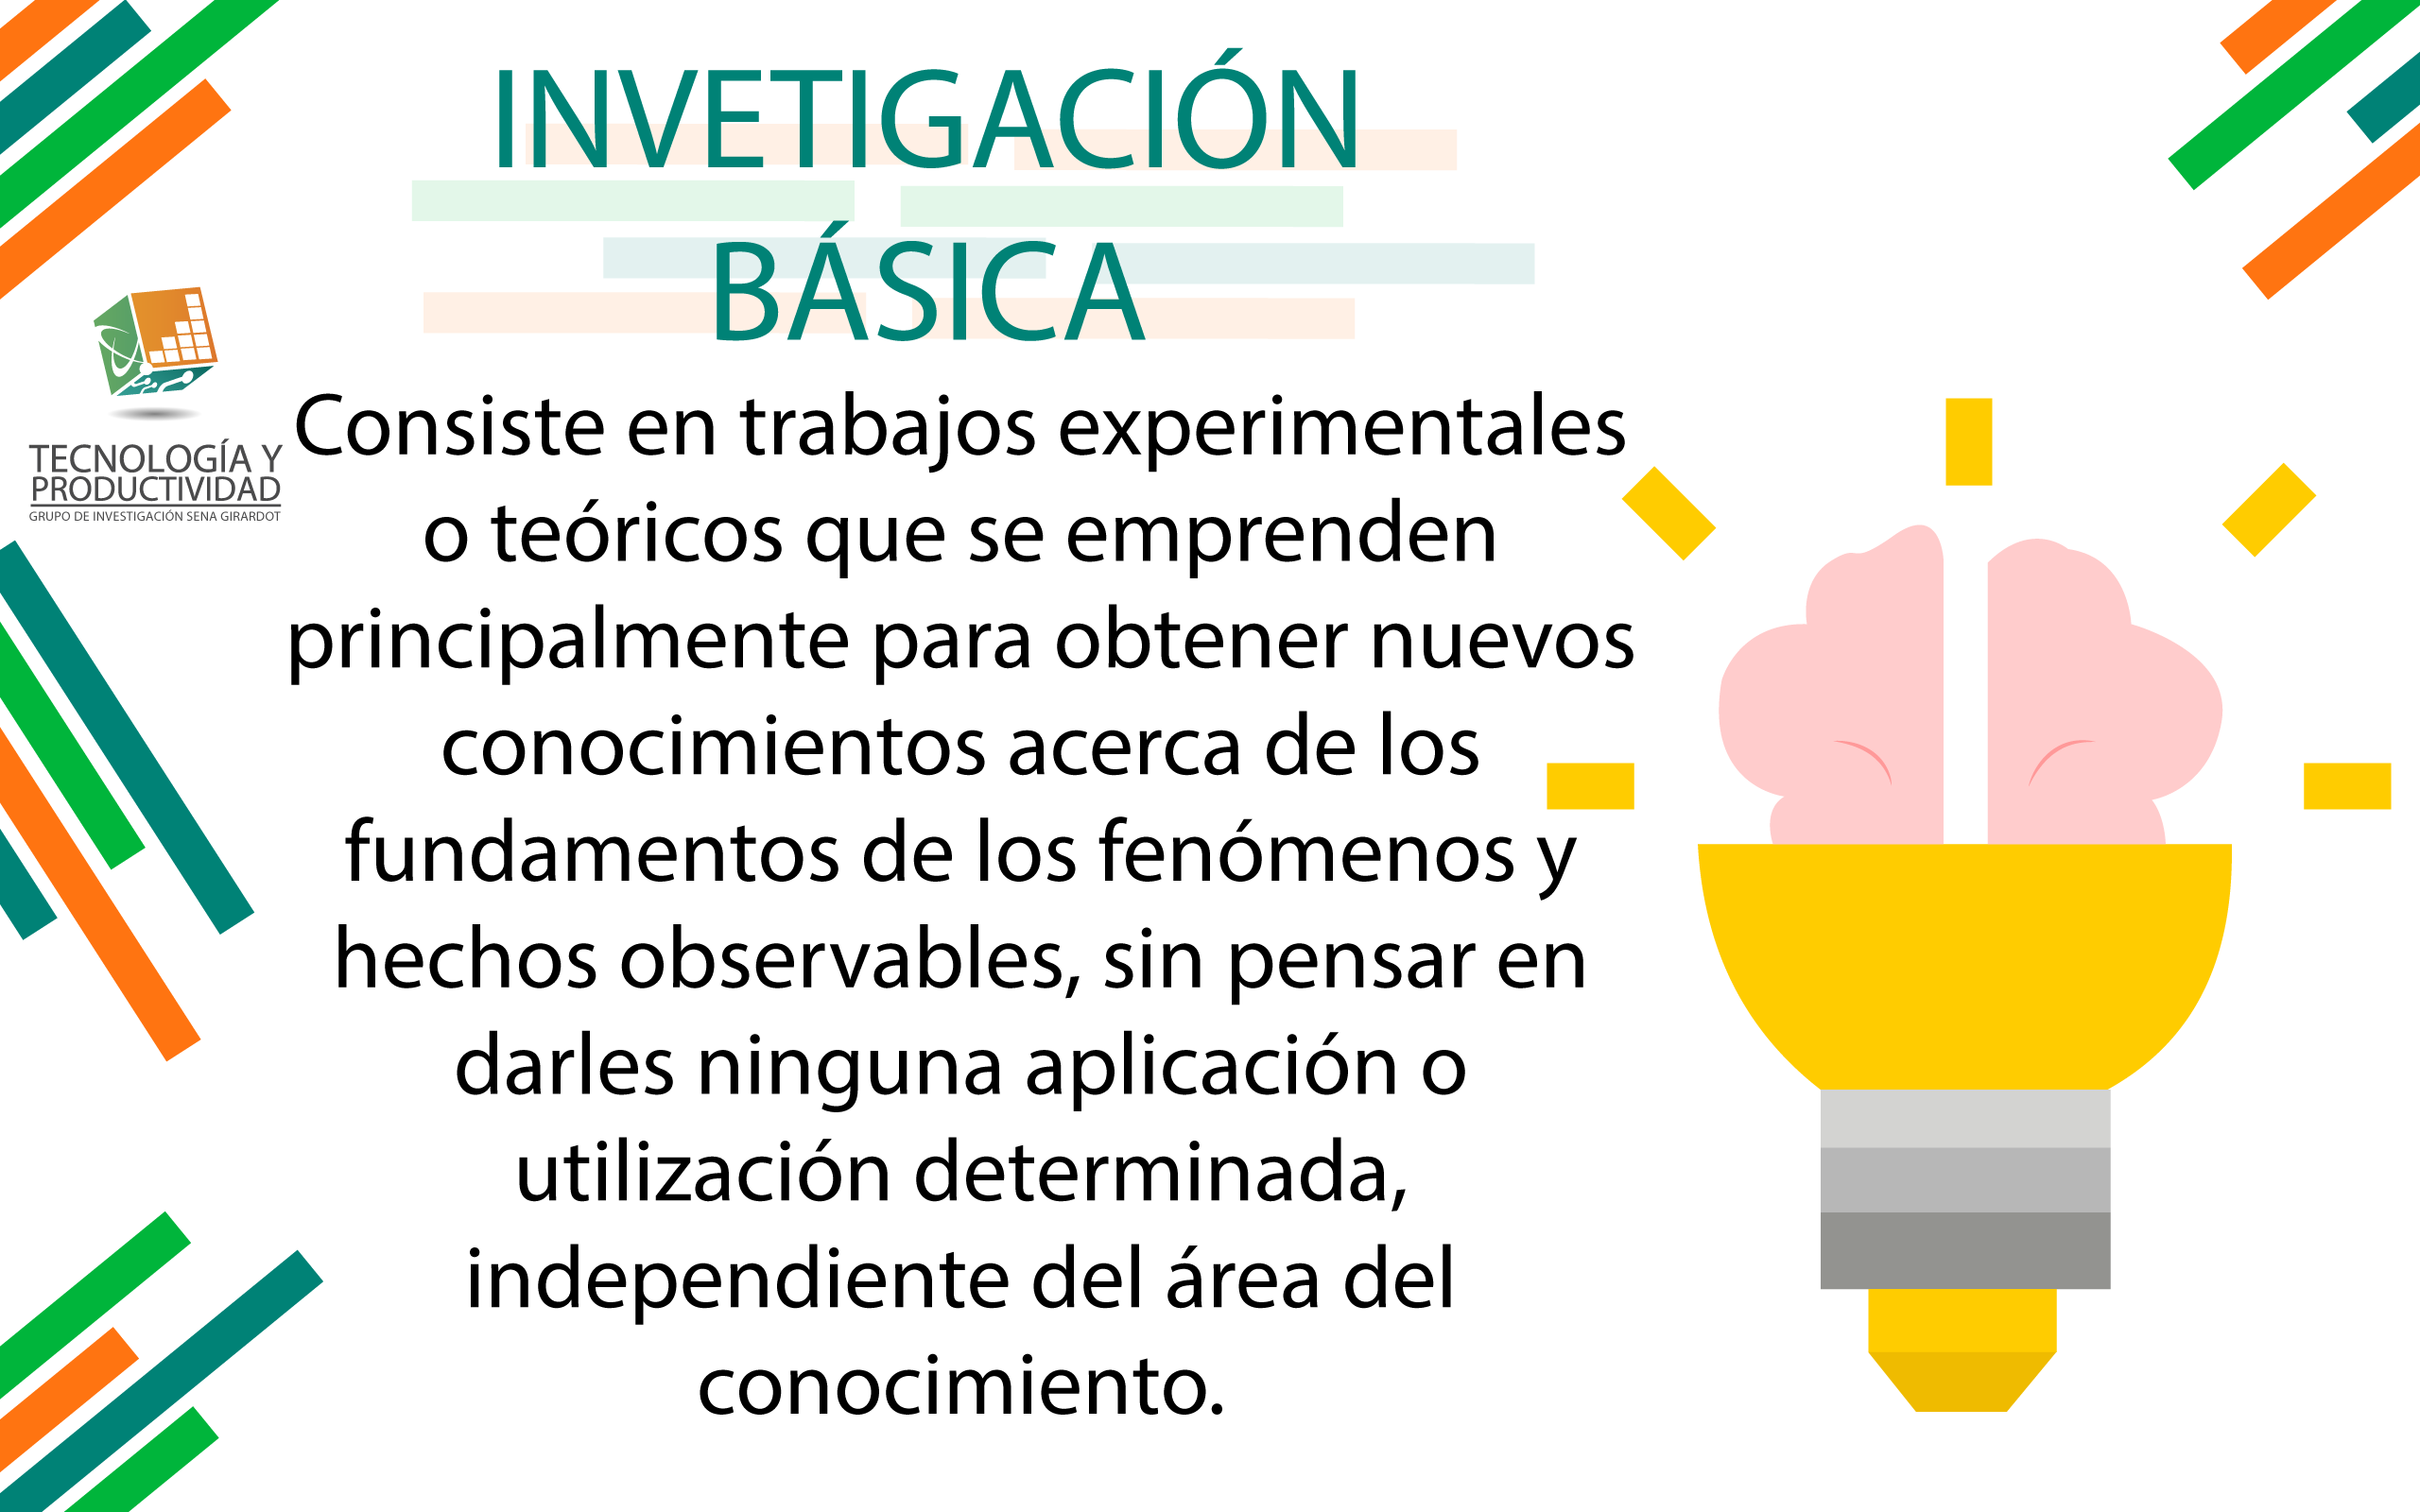 INVETIGACIÓN
BÁSICA
TECNOLOGÍA Y
PRODUCTIVIDAD
GRUPO DE INVESTIGACIÓN SENA GIRARDOT
Consiste en trabajos experimentales
o teóricos que se emprenden
principalmente para obtener nuevos
conocimientos acerca de los
fundamentos de los fenómenos y
hechos observables, sin pensar en
darles ninguna aplicación o
utilización determinada,
independiente del área del
conocimiento.